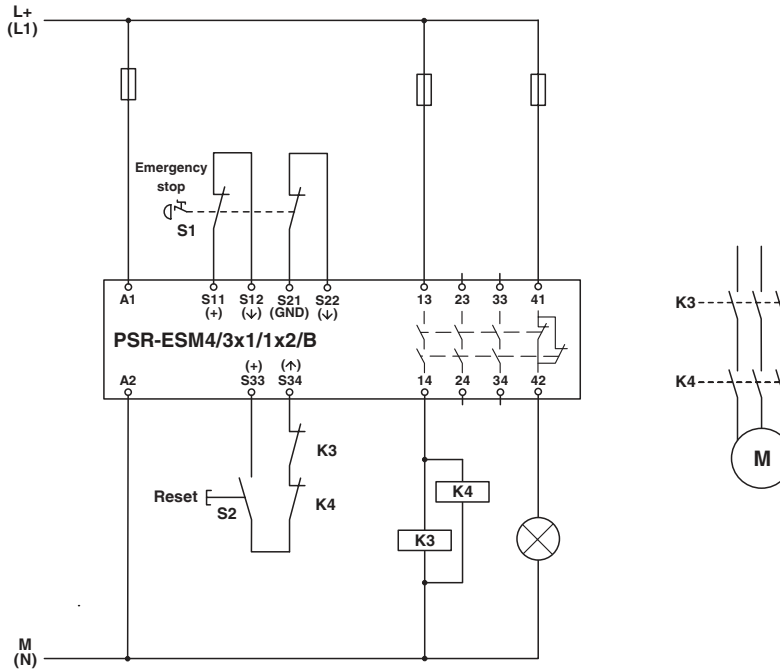 L+
(L1)
Emergency
stop
S1
A1
S11
(+)
S12
(↓)
S21
(GND)
S22
(↓)
13
23
33
41
PSR-ESM4/3x1/1x2/B
A2
(+)
S33
(↑)
S34
14
24
34
42
K3
K4
Reset
S2
K4
K3
K3
K4
M
M
(N)